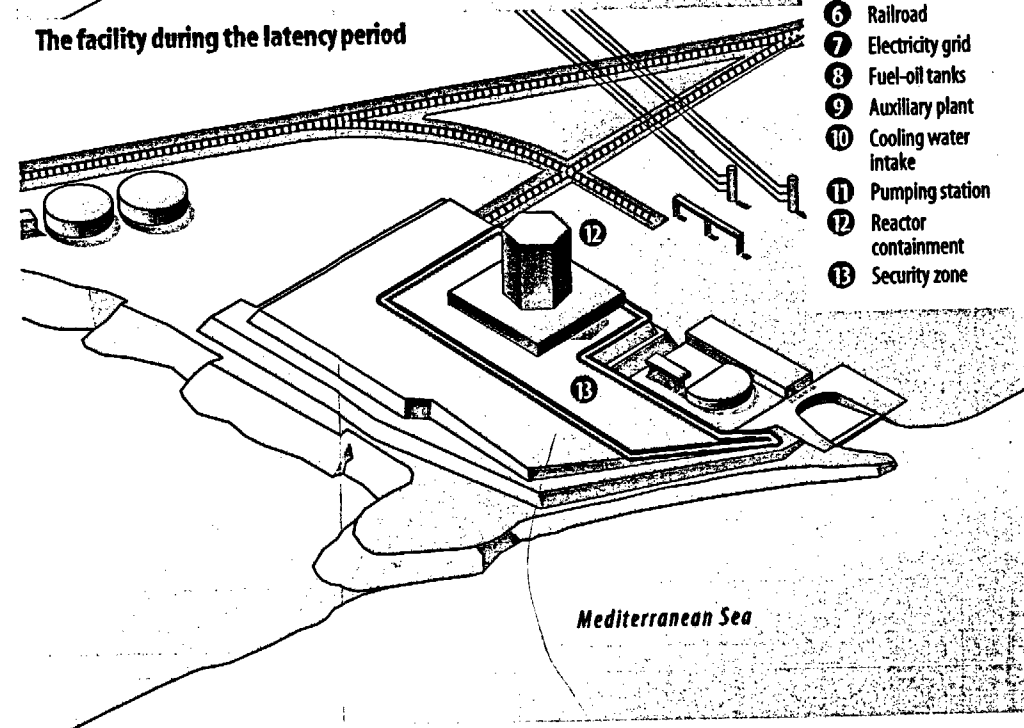 The facility during the latency period
6 Railroad
7 Electricity grid
8 Fuel-oil tanks
9 Auxiliary plant
10 Cooling water
intake
11 Pumping station
12 Reactor
containment
13 Security zone
12
13
Mediterranean Sea